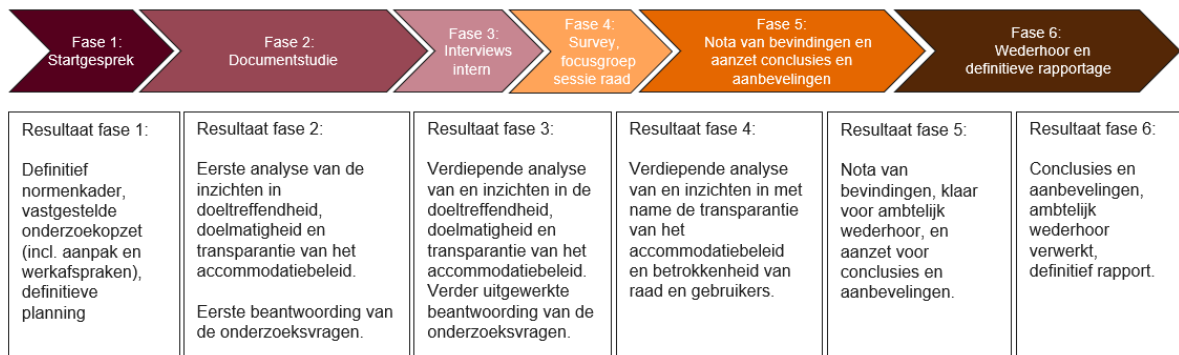 Fase 1:
Startgesprek
Fase 2:
Documentstudie
Fase 3:
Interviews
intern
Fase 4:
Survey,
focusgroep
sessie raad
Fase 5:
Nota van bevindingen en
aanzet conclusies en
aanbevelingen
Fase 6:
Wederhoor en
definitieve rapportage
Resultaat fase 1:
Definitief
normenkader,
vastgestelde
onderzoekopzet
(incl. aanpak en
werkafspraken),
definitieve
planning
Resultaat fase 2:
Eerste analyse van de
inzichten in
doeltreffendheid,
doelmatigheid en
transparantie van het
accommodatiebeleid.
Eerste beantwoording van
de onderzoeksvragen.
Resultaat fase 3:
Verdiepende analyse
van en inzichten in de
doeltreffendheid,
doelmatigheid en
transparantie van het
accommodatiebeleid.
Verder uitgewerkte
beantwoording van de
onderzoeksvragen.
Resultaat fase 4:
Verdiepende analyse
van en inzichten in met
name de transparantie
van het
accommodatiebeleid
en betrokkenheid van
raad en gebruikers.
Resultaat fase 5:
Nota van
bevindingen, klaar
voor ambtelijk
wederhoor, en
aanzet voor
conclusies en
aanbevelingen.
Resultaat fase 6:
Conclusies en
aanbevelingen,
ambtelijk
wederhoor
verwerkt,
definitief rapport.